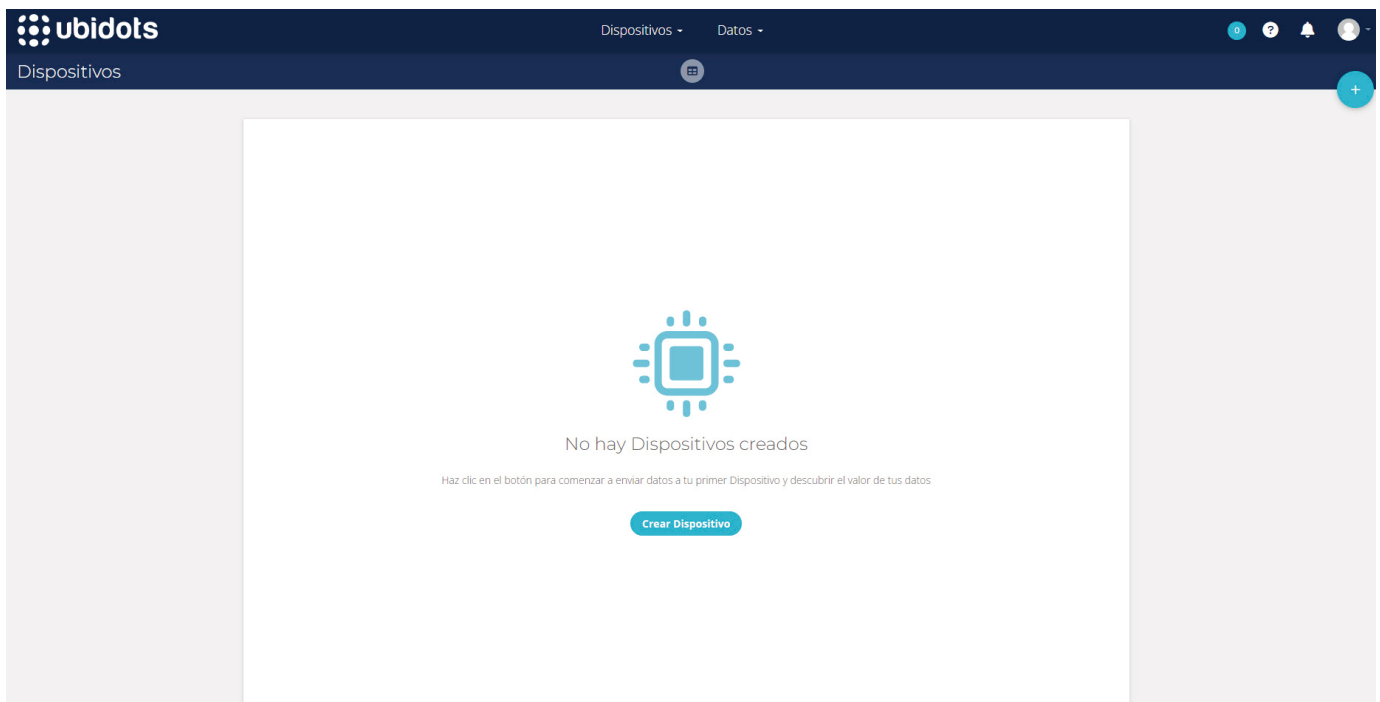 ubidots
Dispositivos Datos
0 ?
Dispositivos
+
No hay Dispositivos creados
Haz clic en el botón para comenzar a enviar datos a tu primer Dispositivo y descubrir el valor de tus datos
Crear Dispositivo